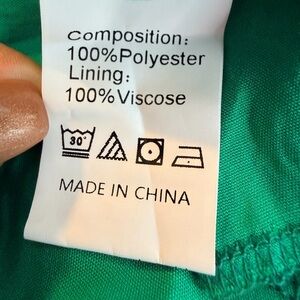 Composition:
100%Polyester
Lining:
100%Viscose
30°
MADE IN CHINA